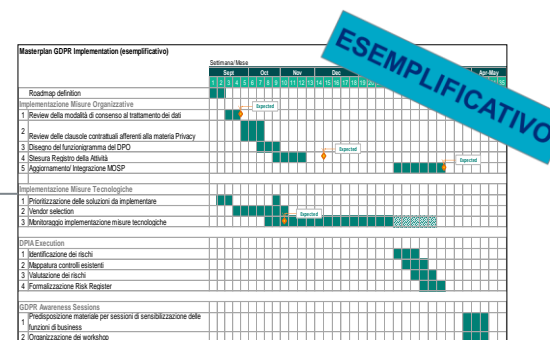 Masterplan GDPR Implementation (esemplificativo)
ESEMPLIFICATIVO
Settimana/Mese
Sept Oct Nov Dec Apr-May
1 2 3 4 5 6 7 8 9 10 11 12 13 14 15 16 17 18 19
Roadmap definition
Implementazione Misure Organizzative
Expected
1 Review della modalità di consenso al trattamento dei dati
2 Review delle clausole contrattuali afferenti alla materia Privacy
3 Disegno del funzionigramma del DPO
Expected
4 Stesura Registro della Attività
Expected
5 Aggiornamento/ Integrazione MOSP
Implementazione Misure Tecnologiche
1 Prioritizzazione delle soluzioni da implementare
2 Vendor selection
Expected
3 Monitoraggio implementazione misure tecnologiche
DPIA Execution
1 Identificazione dei rischi
2 Mappatura controlli esistenti
3 Valutazione dei rischi
4 Formalizzazione Risk Register
GDPR Awareness Sessions
1 Predisposizione materiale per sessioni di sensibilizzazione delle
funzioni di business
2 Organizzazione dei workshop